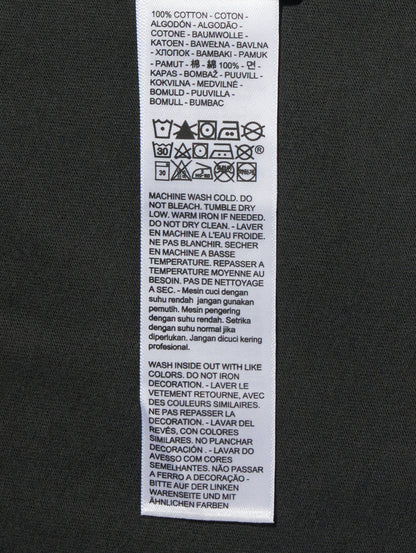 100% COTTON - COTON -
ALGODÓN - ALGODÃO -
COTONE - BAUMWOLLE -
KATOEN - BAWEŁNA - BAVLNA
- ХЛОПОК - BAMBAKI - PAMUK
- PAMUT - 棉 - 綿 100% - 면 -
KAPAS - BOMBAŽ - PUUVILL -
KOKVILNA - MEDVILNĖ -
BOMULD - PUUVILLA -
BOMULL - BUMBAC
30 ®
30
MACHINE WASH COLD. DO
NOT BLEACH. TUMBLE DRY
LOW. WARM IRON IF NEEDED.
DO NOT DRY CLEAN. - LAVER
EN MACHINE A L'EAU FROIDE.
NE PAS BLANCHIR. SECHER
EN MACHINE A BASSE
TEMPERATURE. REPASSER A
TEMPERATURE MOYENNE AU
BESOIN. PAS DE NETTOYAGE
A SEC. - Mesin cuci dengan
suhu rendah jangan gunakan
pemutih. Mesin pengering
dengan suhu rendah. Setrika
dengan suhu normal jika
diperlukan. Jangan dicuci kering
profesional.
WASH INSIDE OUT WITH LIKE
COLORS. DO NOT IRON
DECORATION. - LAVER LE
VETEMENT RETOURNE, AVEC
DES COULEURS SIMILAIRES.
NE PAS REPASSER LA
DECORATION. - LAVAR DEL
REVÉS, CON COLORES
SIMILARES. NO PLANCHAR
DECORACIÓN . - LAVAR DO
AVESSO COM CORES
SEMELHANTES. NÃO PASSAR
A FERRO A DECORAÇÃO -
BITTE AUF DER LINKEN
WARENSEITE UND MIT
ÄHNLICHEN FARBEN